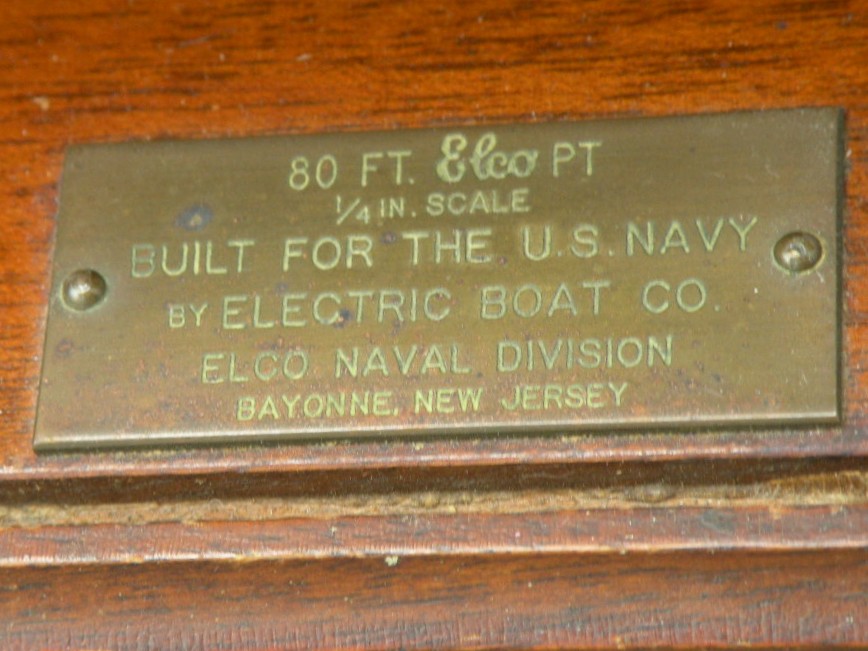 80 FT. Elco PT
1/4 IN. SCALE
BUILT FOR THE U.S. NAVY
BY ELECTRIC BOAT CO.
ELCO NAVAL DIVISION
BAYONNE, NEW JERSEY